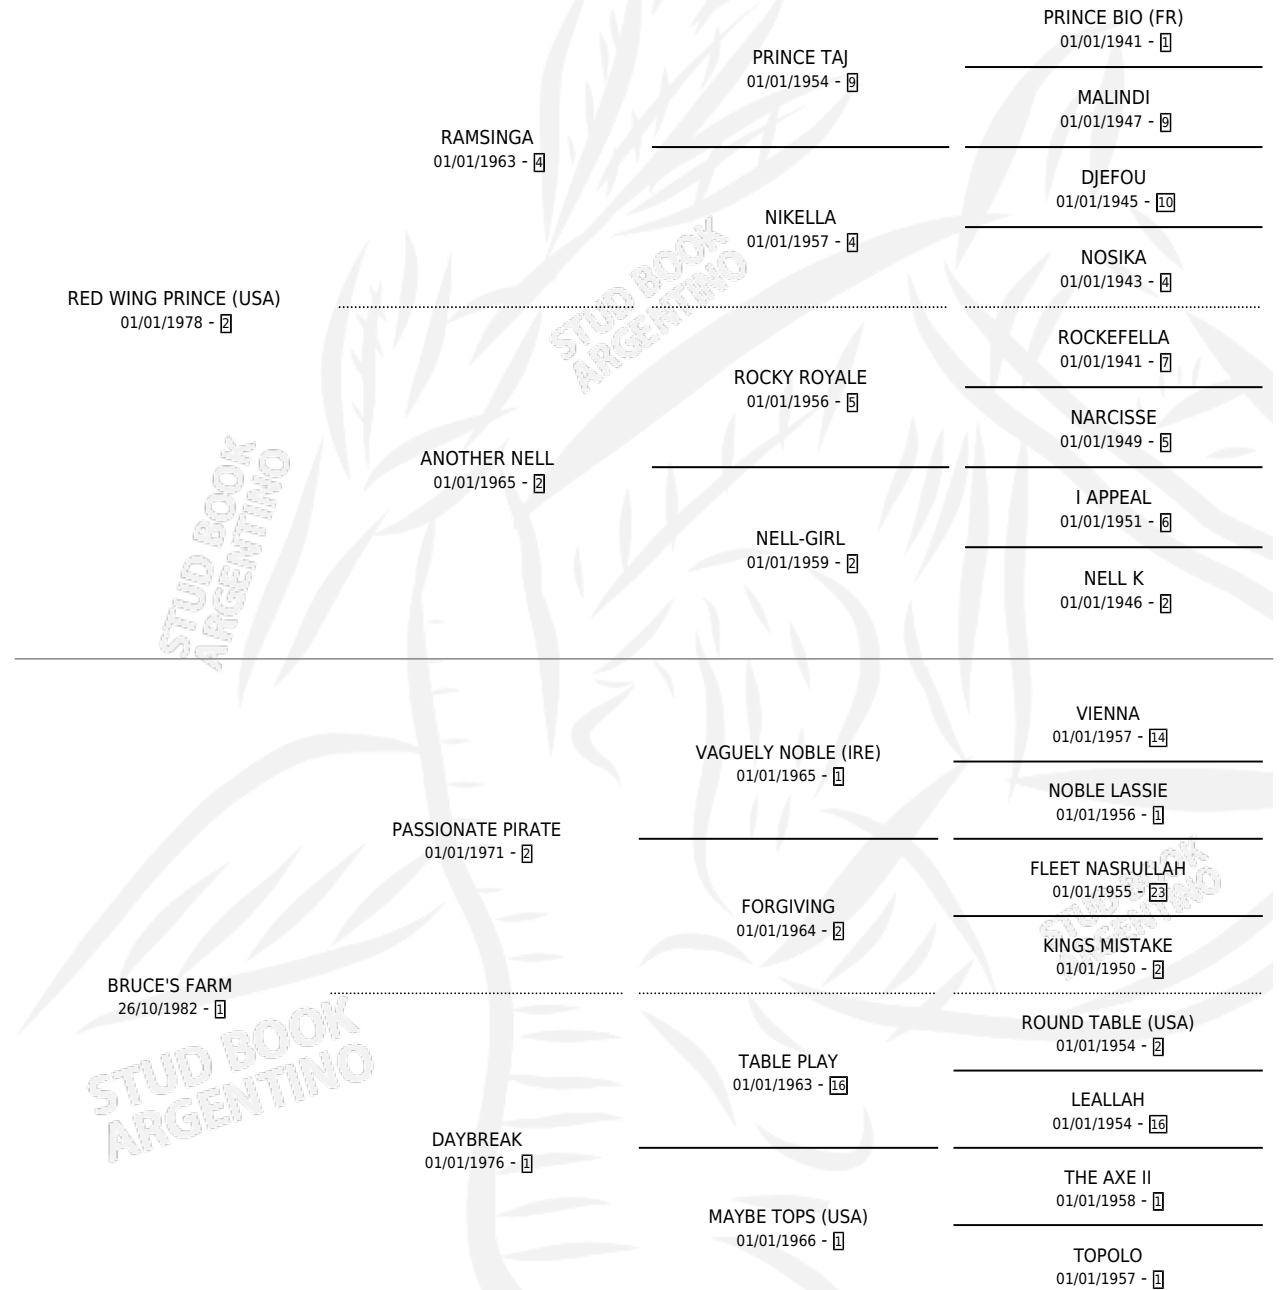 PRINCE BIO (FR)
01/01/1941 - 1
PRINCE TAJ
01/01/1954 - 9
MALINDI
01/01/1947 - 9
RAMSINGA
01/01/1963 - 4
DJEFOU
01/01/1945 - 10
NIKELLA
01/01/1957 - 4
NOSIKA
01/01/1943 - 4
RED WING PRINCE (USA)
01/01/1978 - 2
ROCKEFELLA
01/01/1941 - 7
ROCKY ROYALE
01/01/1956 - 5
NARCISSE
01/01/1949 - 5
ANOTHER NELL
01/01/1965 - 2
I APPEAL
01/01/1951 - 6
NELL-GIRL
01/01/1959 - 2
NELL K
01/01/1946 - 2
VIENNA
01/01/1957 - 14
VAGUELY NOBLE (IRE)
01/01/1965 - 1
NOBLE LASSIE
01/01/1956 - 1
PASSIONATE PIRATE
01/01/1971 - 2
FLEET NASRULLAH
01/01/1955 - 23
FORGIVING
01/01/1964 - 2
KINGS MISTAKE
01/01/1950 - 2
BRUCE'S FARM
26/10/1982 - 1
ROUND TABLE (USA)
01/01/1954 - 2
TABLE PLAY
01/01/1963 - 16
LEALLAH
01/01/1954 - 16
DAYBREAK
01/01/1976 - 1
THE AXE II
01/01/1958 - 1
MAYBE TOPS (USA)
01/01/1966 - 1
TOPOLO
01/01/1957 - 1
STUD BOOK
ARGENTINO
STUD BOOK
ARGENTINO
STUD BOOK
ARGENTINO
STUD BOOK
ARGENTINO